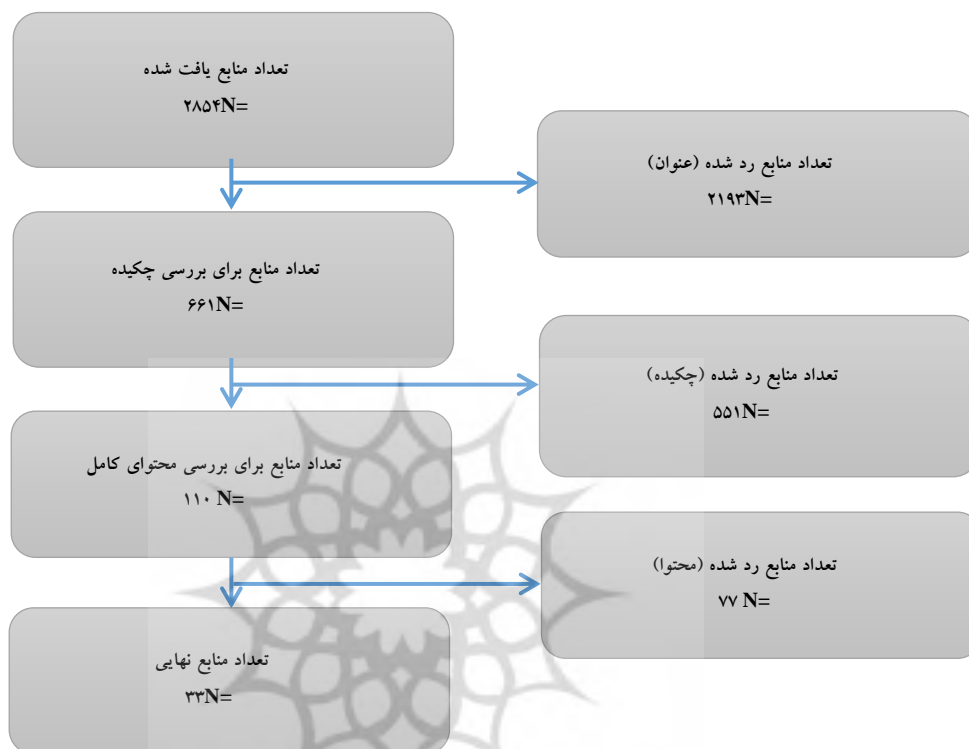 تعداد منابع یافت شده
۲۸۵۴N=
تعداد منابع رد شده (عنوان)
۲۱۹۳N=
تعداد منابع برای بررسی چکیده
۶۶۱N=
تعداد منابع رد شده (چکیده)
۵۵۱N=
تعداد منابع برای بررسی محتوای کامل
۱۱۰ N=
تعداد منابع رد شده (محتوا)
۷۷ N=
تعداد منابع نهایی
۳۳N=